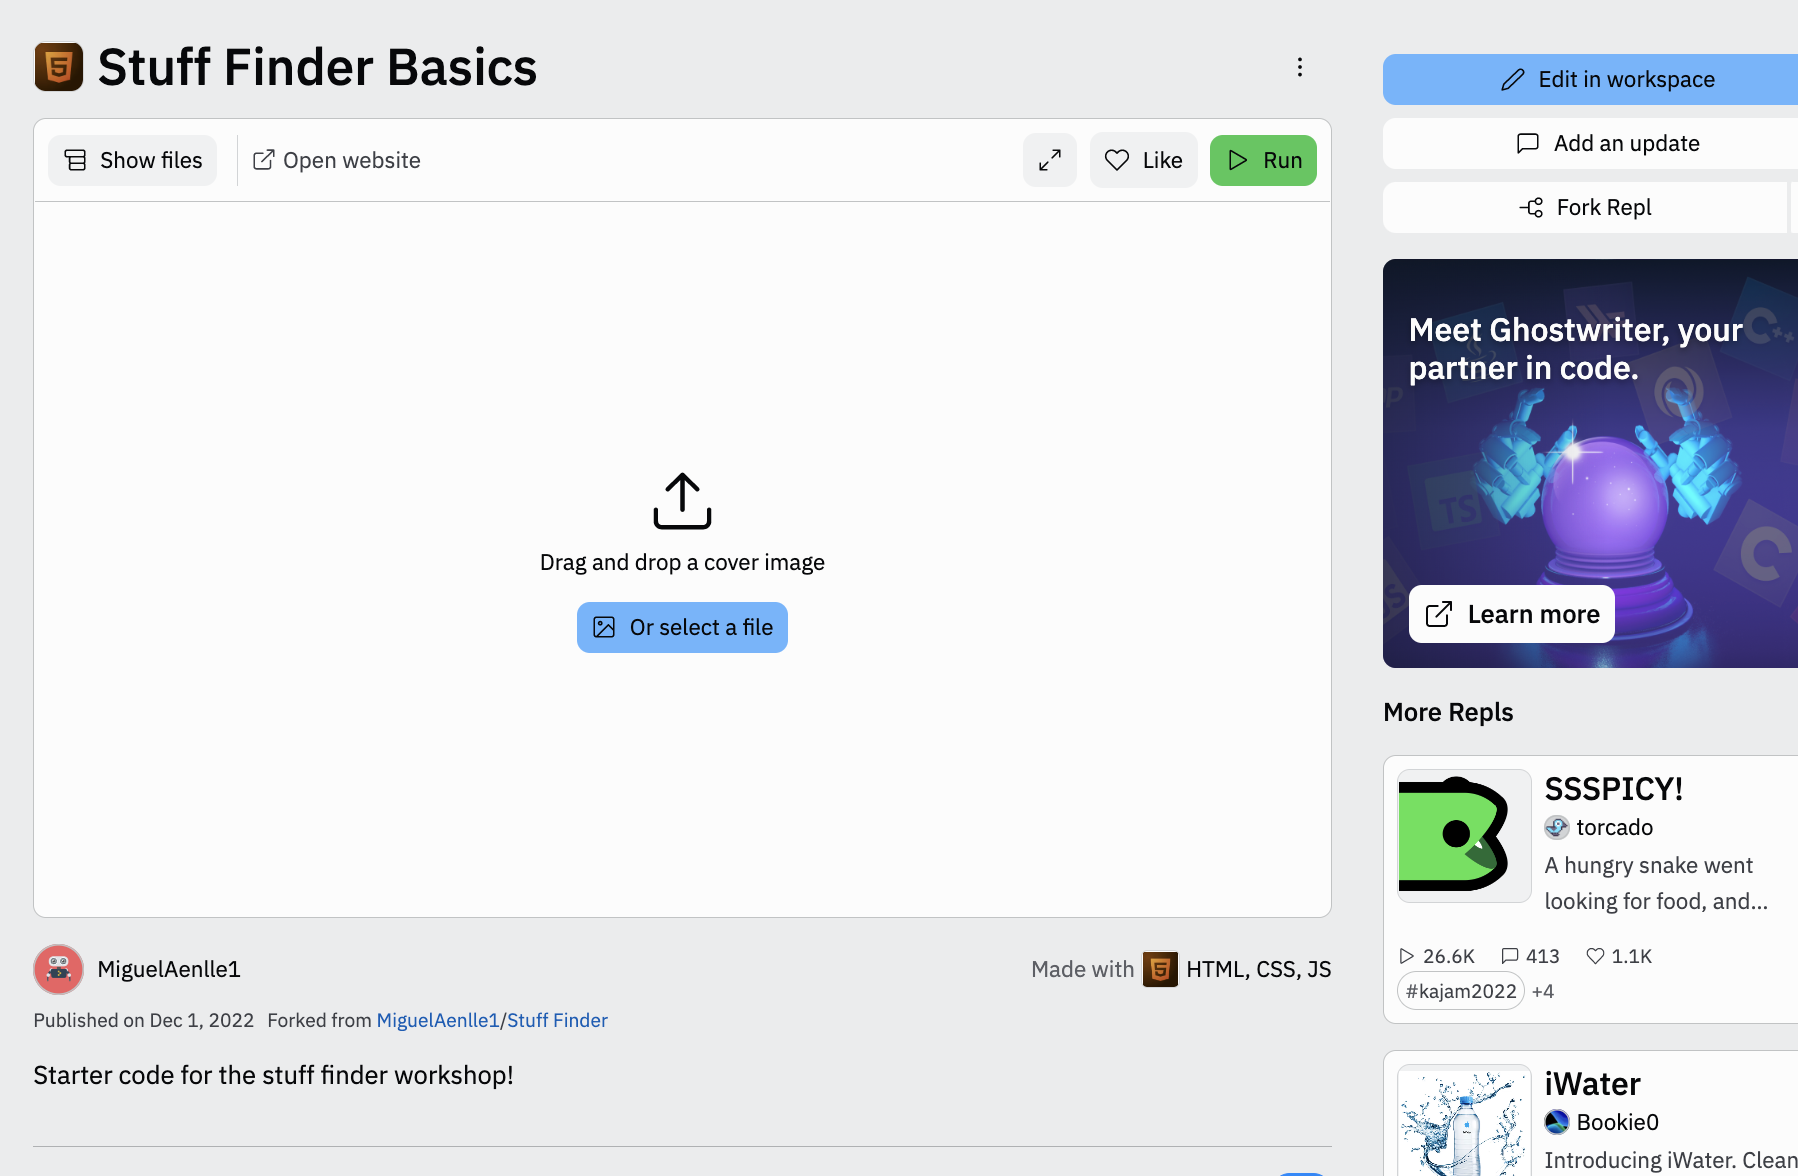 Stuff Finder Basics
Show files
Open website
Like
Run
Drag and drop a cover image
Or select a file
MiguelAenlle1
Made with HTML, CSS, JS
Published on Dec 1, 2022 Forked from MiguelAenlle1/Stuff Finder
Starter code for the stuff finder workshop!
Edit in workspace
Add an update
Fork Repl
Meet Ghostwriter, your
partner in code.
TS
Learn more
More Repls
SSSPICY!
torcado
A hungry snake went
looking for food, and...
26.6K 413 1.1K
#kajam2022 +4
iWater
Bookie0
Introducing iWater. Clean